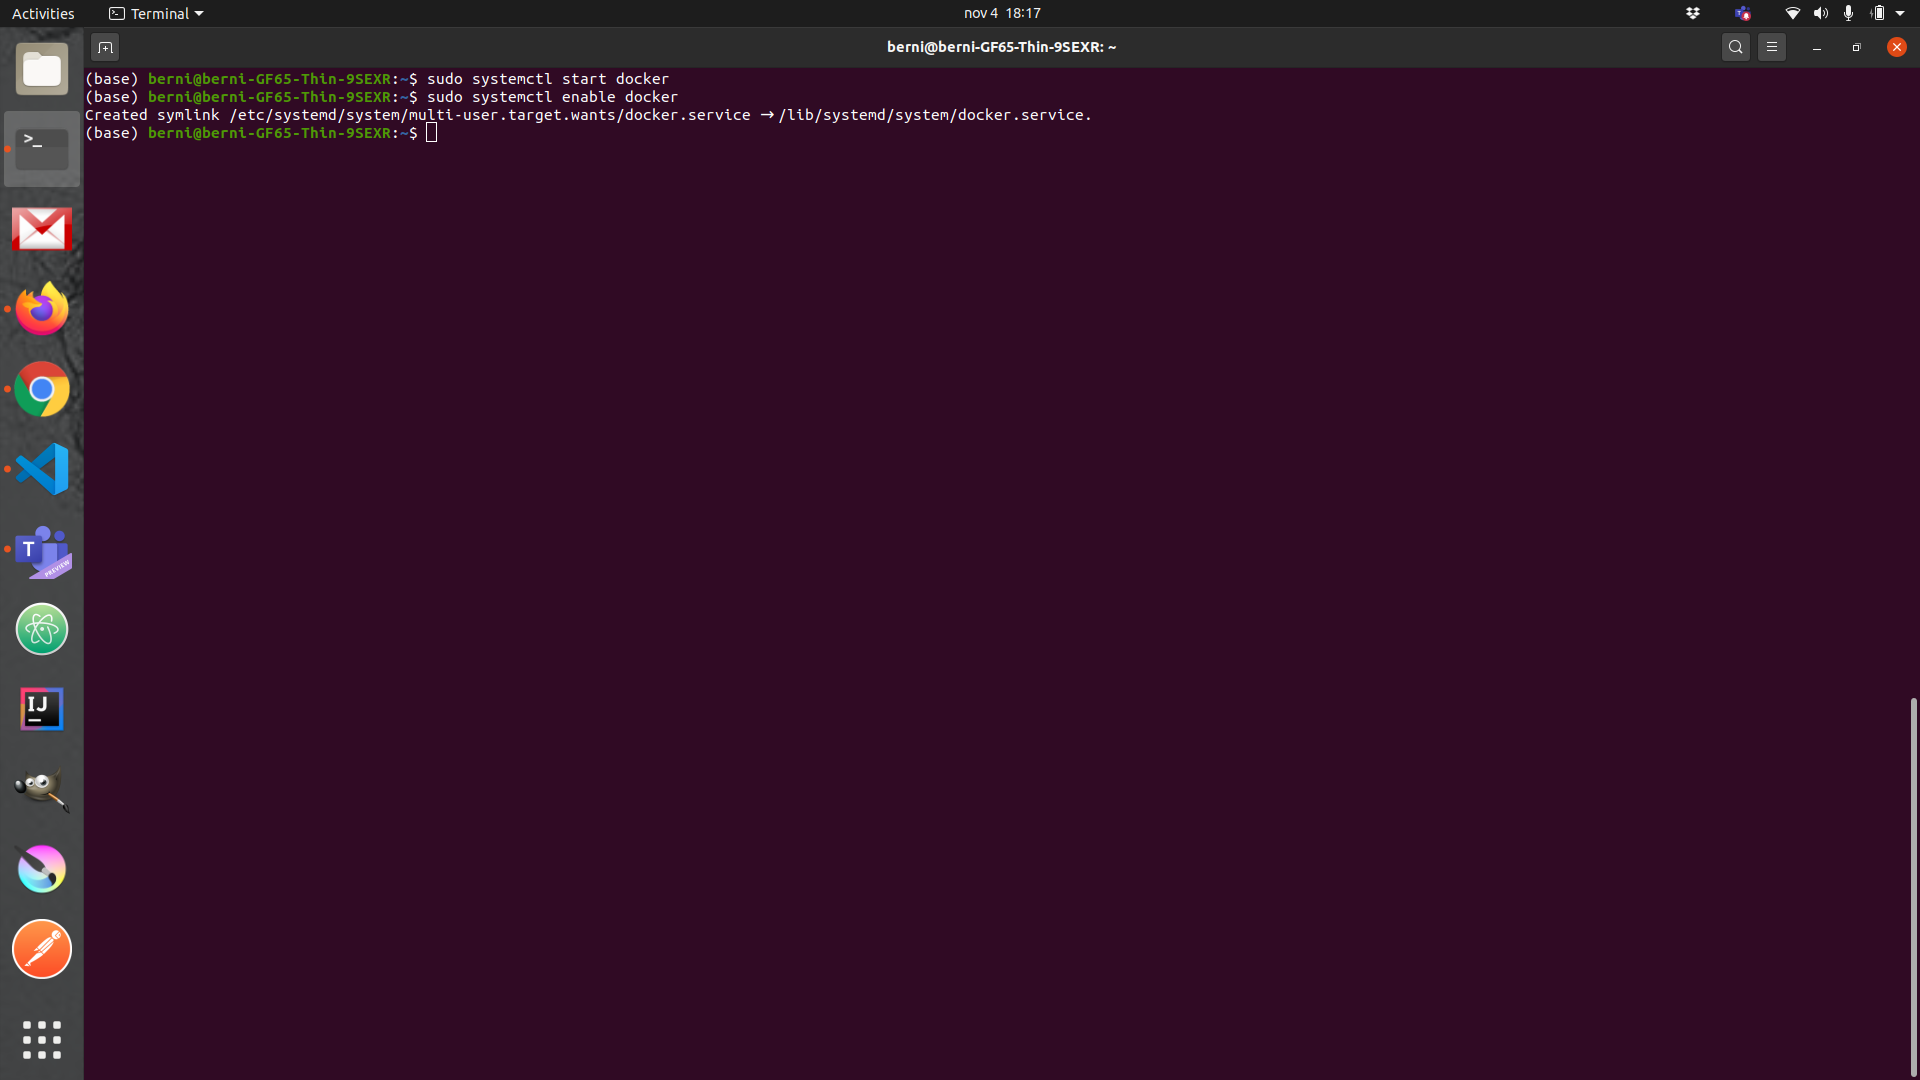 Activities
Terminal
nov 4 18:17
berni@berni-GF65-Thin-9SEXR: ~
(base) berni@berni-GF65-Thin-9SEXR:~$ sudo systemctl start docker
(base) berni@berni-GF65-Thin-9SEXR:~$ sudo systemctl enable docker
Created symlink /etc/systemd/system/multi-user.target.wants/docker.service → /lib/systemd/system/docker.service.
(base) berni@berni-GF65-Thin-9SEXR:~$
>_
T
PREVIEW
IJ